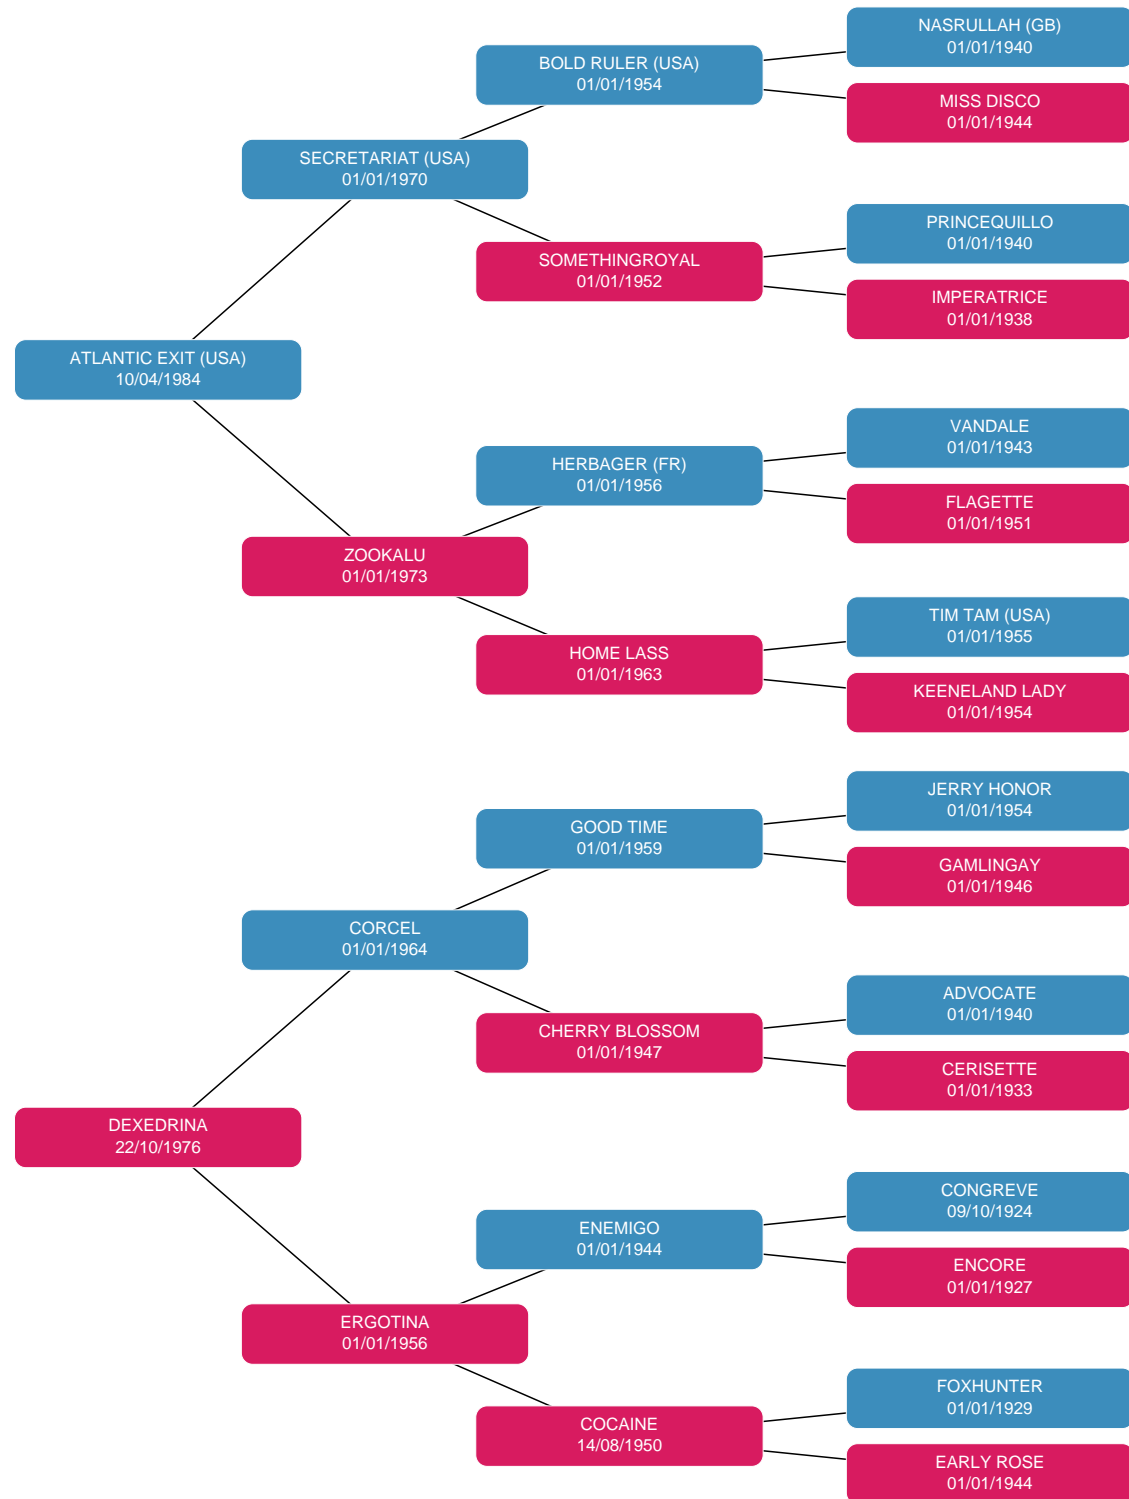 NASRULLAH (GB)
01/01/1940
BOLD RULER (USA)
01/01/1954
MISS DISCO
01/01/1944
SECRETARIAT (USA)
01/01/1970
PRINCEQUILLO
01/01/1940
SOMETHINGROYAL
01/01/1952
IMPERATRICE
01/01/1938
ATLANTIC EXIT (USA)
10/04/1984
VANDALE
01/01/1943
HERBAGER (FR)
01/01/1956
FLAGETTE
01/01/1951
ZOOKALU
01/01/1973
TIM TAM (USA)
01/01/1955
HOME LASS
01/01/1963
KEENELAND LADY
01/01/1954
JERRY HONOR
01/01/1954
GOOD TIME
01/01/1959
GAMLINGAY
01/01/1946
CORCEL
01/01/1964
ADVOCATE
01/01/1940
CHERRY BLOSSOM
01/01/1947
CERISETTE
01/01/1933
DEXEDRINA
22/10/1976
CONGREVE
09/10/1924
ENEMIGO
01/01/1944
ENCORE
01/01/1927
ERGOTINA
01/01/1956
FOXHUNTER
01/01/1929
COCAINE
14/08/1950
EARLY ROSE
01/01/1944